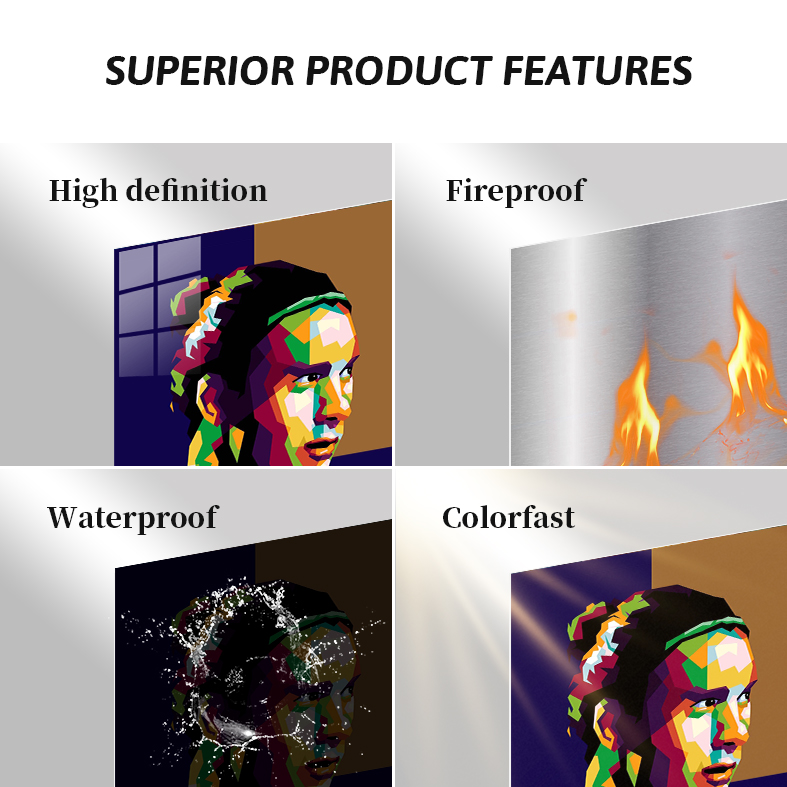 SUPERIOR PRODUCT FEATURES
High definition
Fireproof
Waterproof
Colorfast